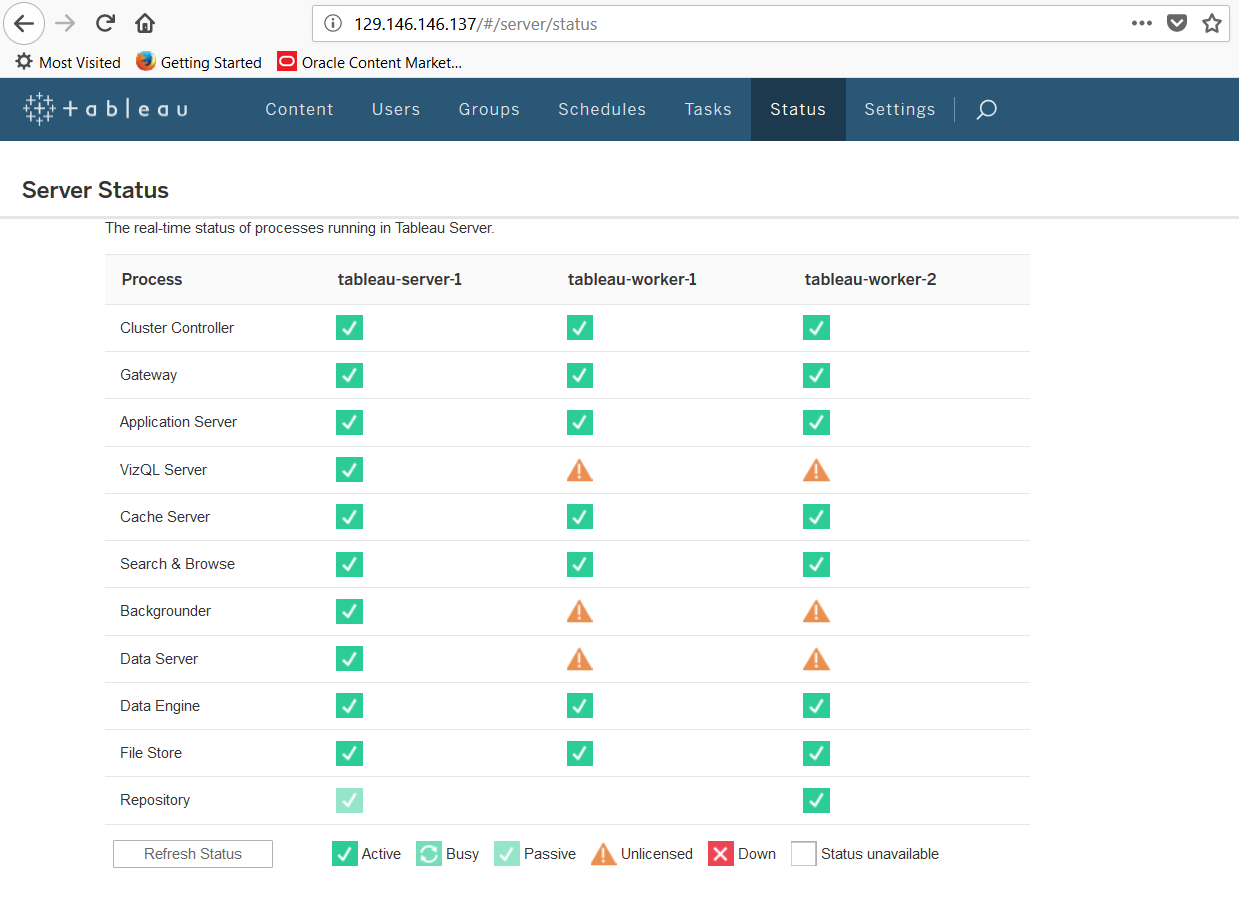 129.146.146.137/#/server/status
Most Visited Getting Started Oracle Content Market...
+ableau Content Users Groups Schedules Tasks Status Settings
Server Status
The real-time status of processes running in Tableau Server.
Process tableau-server-1 tableau-worker-1 tableau-worker-2
Cluster Controller
Gateway
Application Server
VizQL Server
Cache Server
Search & Browse
Backgrounder
Data Server
Data Engine
File Store
Repository
Refresh Status Active Busy Passive Unlicensed Down Status unavailable